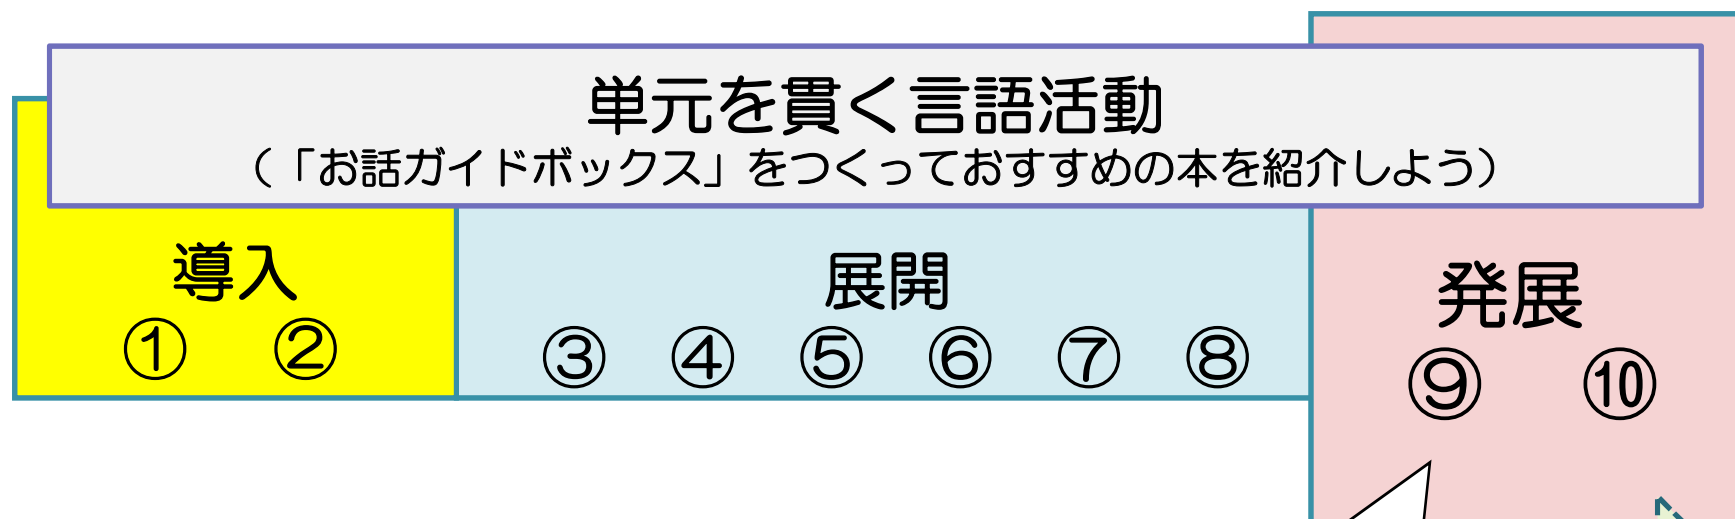 単元を貫く言語活動
（「お話ガイドボックス」をつくっておすすめの本を紹介しよう）
導入
① ②
展開
③ ④ ⑤ ⑥ ⑦ ⑧
発展
⑨ ⑩